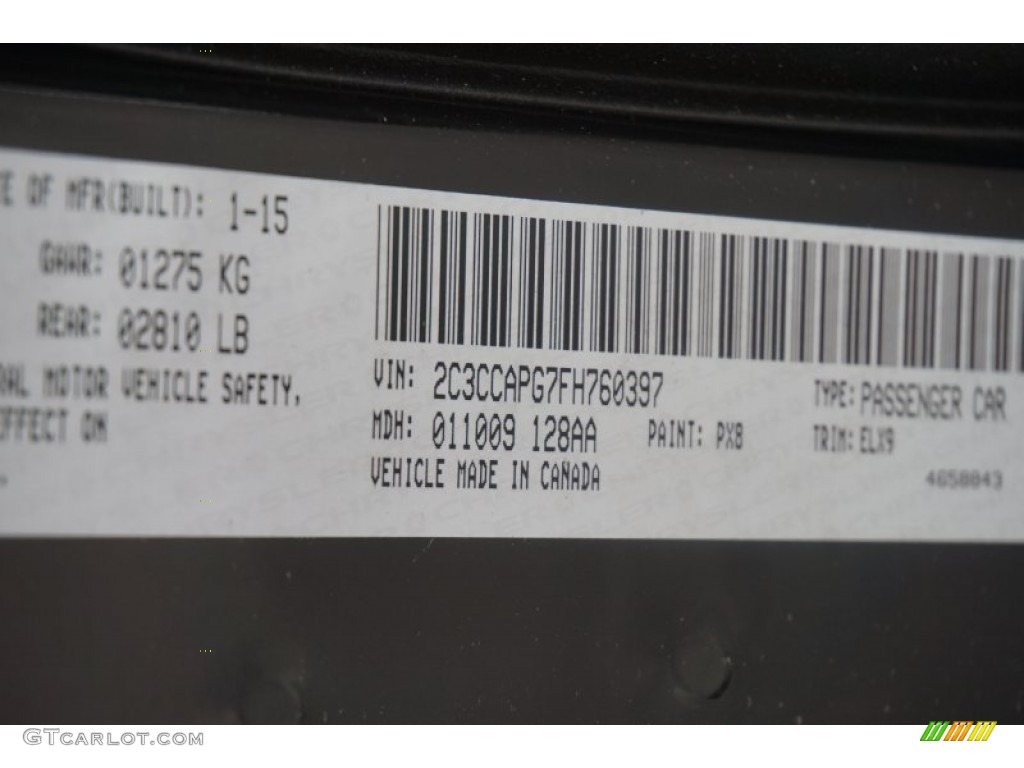 E OF MFR(BUILT): 1-15
GAWR: 01275 KG
REAR: 02810 LB
MOTOR VEHICLE SAFETY.
EFFECT ON
VIN: 2C3CCAPG7FH760397 TYPE: PASSENGER CAR
MDH: 011009 128AA PAINT: PX8 TRIM: ELX9
VEHICLE MADE IN CANADA
4658043
GTCARLOT.COM